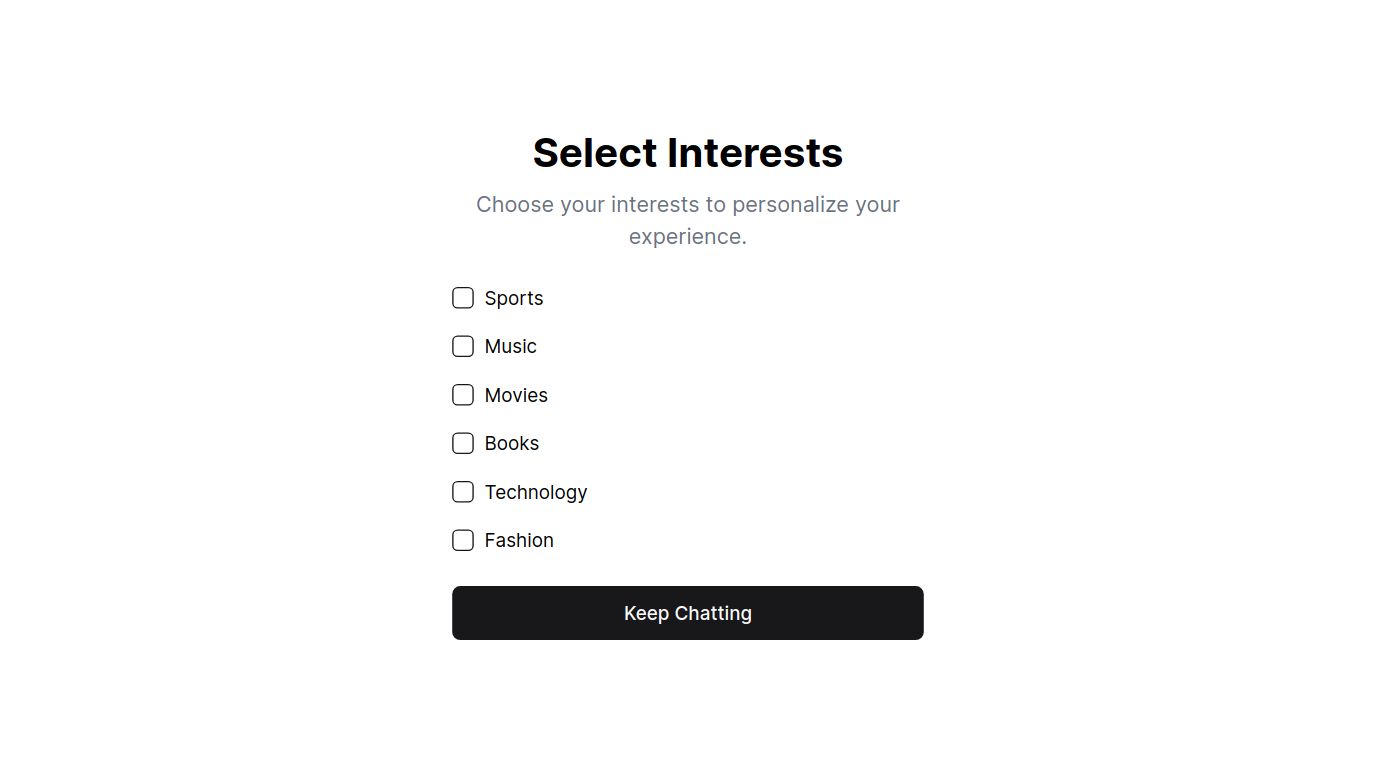 Select Interests
Choose your interests to personalize your
experience.
Sports
Music
Movies
Books
Technology
Fashion
Keep Chatting